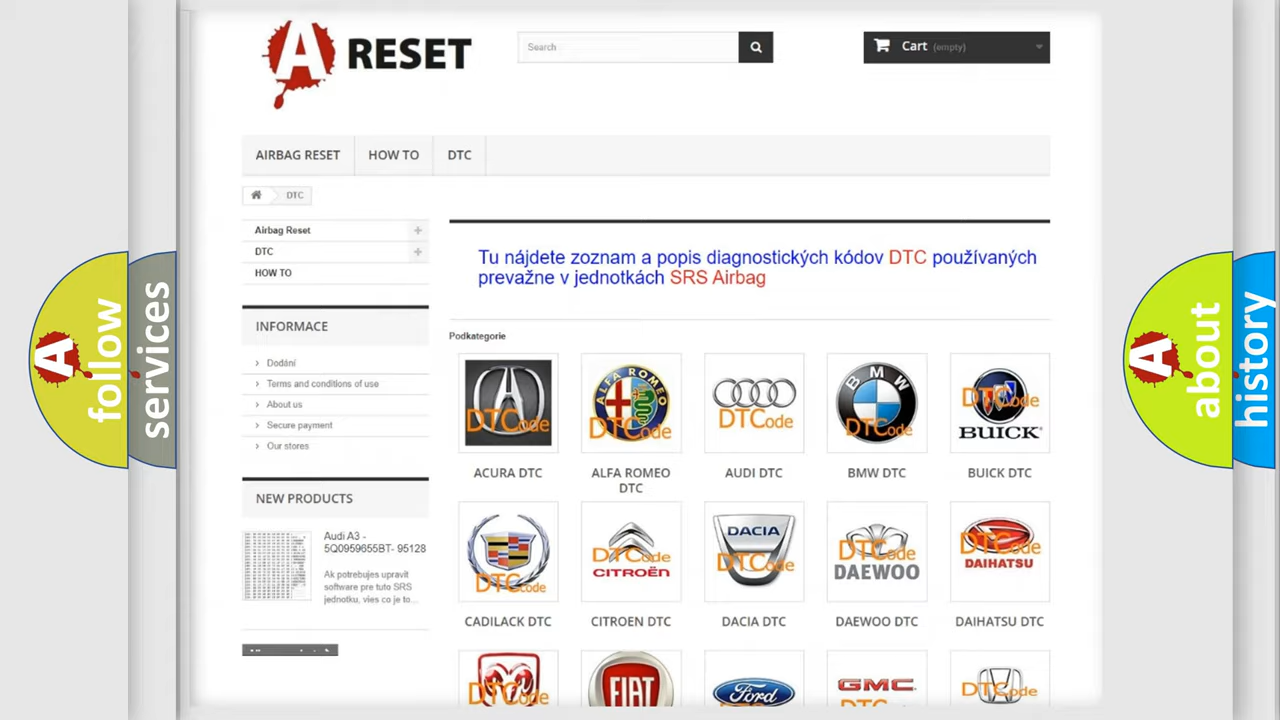 A RESET
Search
Cart (empty)
AIRBAG RESET
HOW TO
DTC
DTC
Airbag Reset
DTC
HOW TO
Tu nájdete zoznam a popis diagnostických kódov DTC používaných
prevažne v jednotkách SRS Airbag
INFORMACE
Dodání
Terms and conditions of use
About us
Secure payment
Our stores
NEW PRODUCTS
Audi A3 -
5Q0959655BT- 95128
Ak potrebujes upravit
software pre tuto SRS
jednotku, vies co je to...
Podkategorie
DTCode
ACURA DTC
ALFA ROMEO
DTCode
ALFA ROMEO
DTC
DTCode
AUDI DTC
BMW
DTCode
BMW DTC
DTCode
BUICK
BUICK DTC
DTCode
CADILACK DTC
DTCode
CITROËN
CITROEN DTC
DACIA
DTCode
DACIA DTC
DTCode
DAEWOO
DAEWOO DTC
DTCode
DAIHATSU
DAIHATSU DTC
DTCode
FIAT
Ford
GMC
DTCode
A follow
services
A about
history